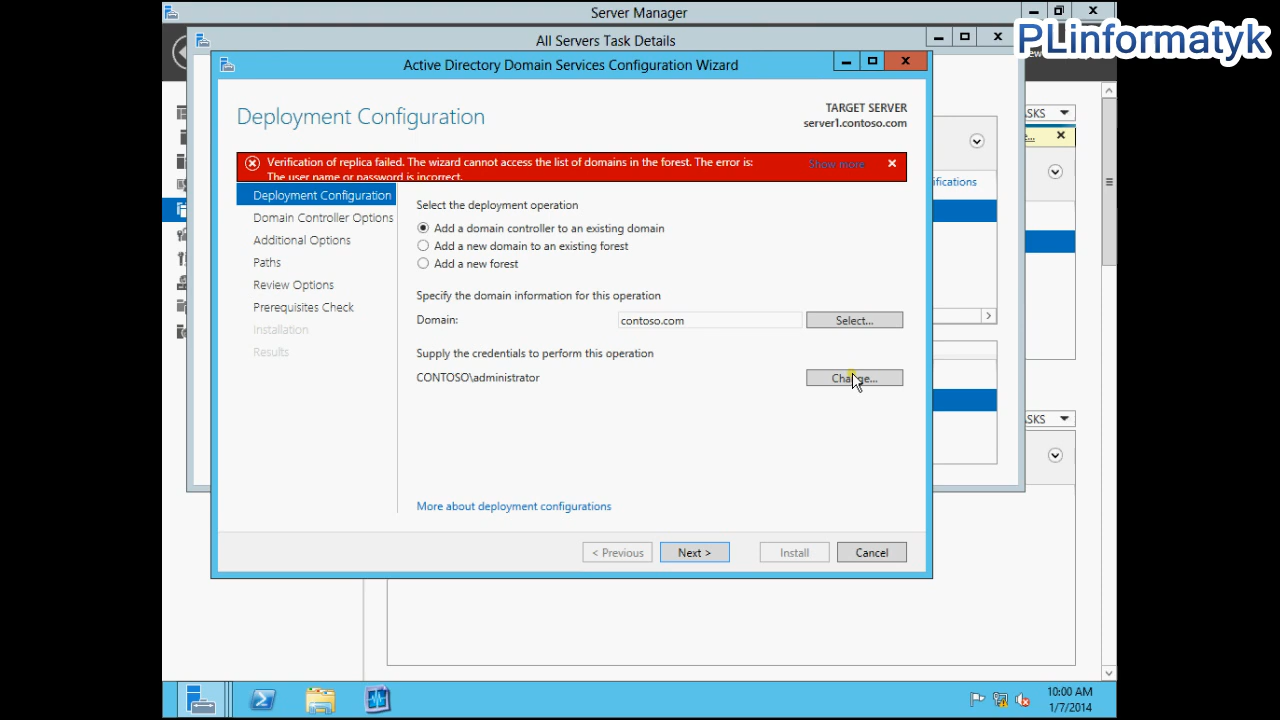 Server Manager
All Servers Task Details
PLinformatyk
Active Directory Domain Services Configuration Wizard
Deployment Configuration
TARGET SERVER
server1.contoso.com
Verification of replica failed. The wizard cannot access the list of domains in the forest. The error is:
The user name or password is incorrect.
Show more
Deployment Configuration
Domain Controller Options
Additional Options
Paths
Review Options
Prerequisites Check
Installation
Results
Select the deployment operation
Add a domain controller to an existing domain
Add a new domain to an existing forest
Add a new forest
Specify the domain information for this operation
Domain:
contoso.com
Select...
Supply the credentials to perform this operation
CONTOSO\administrator
Change...
More about deployment configurations
< Previous
Next >
Install
Cancel
10:00 AM
1/7/2014